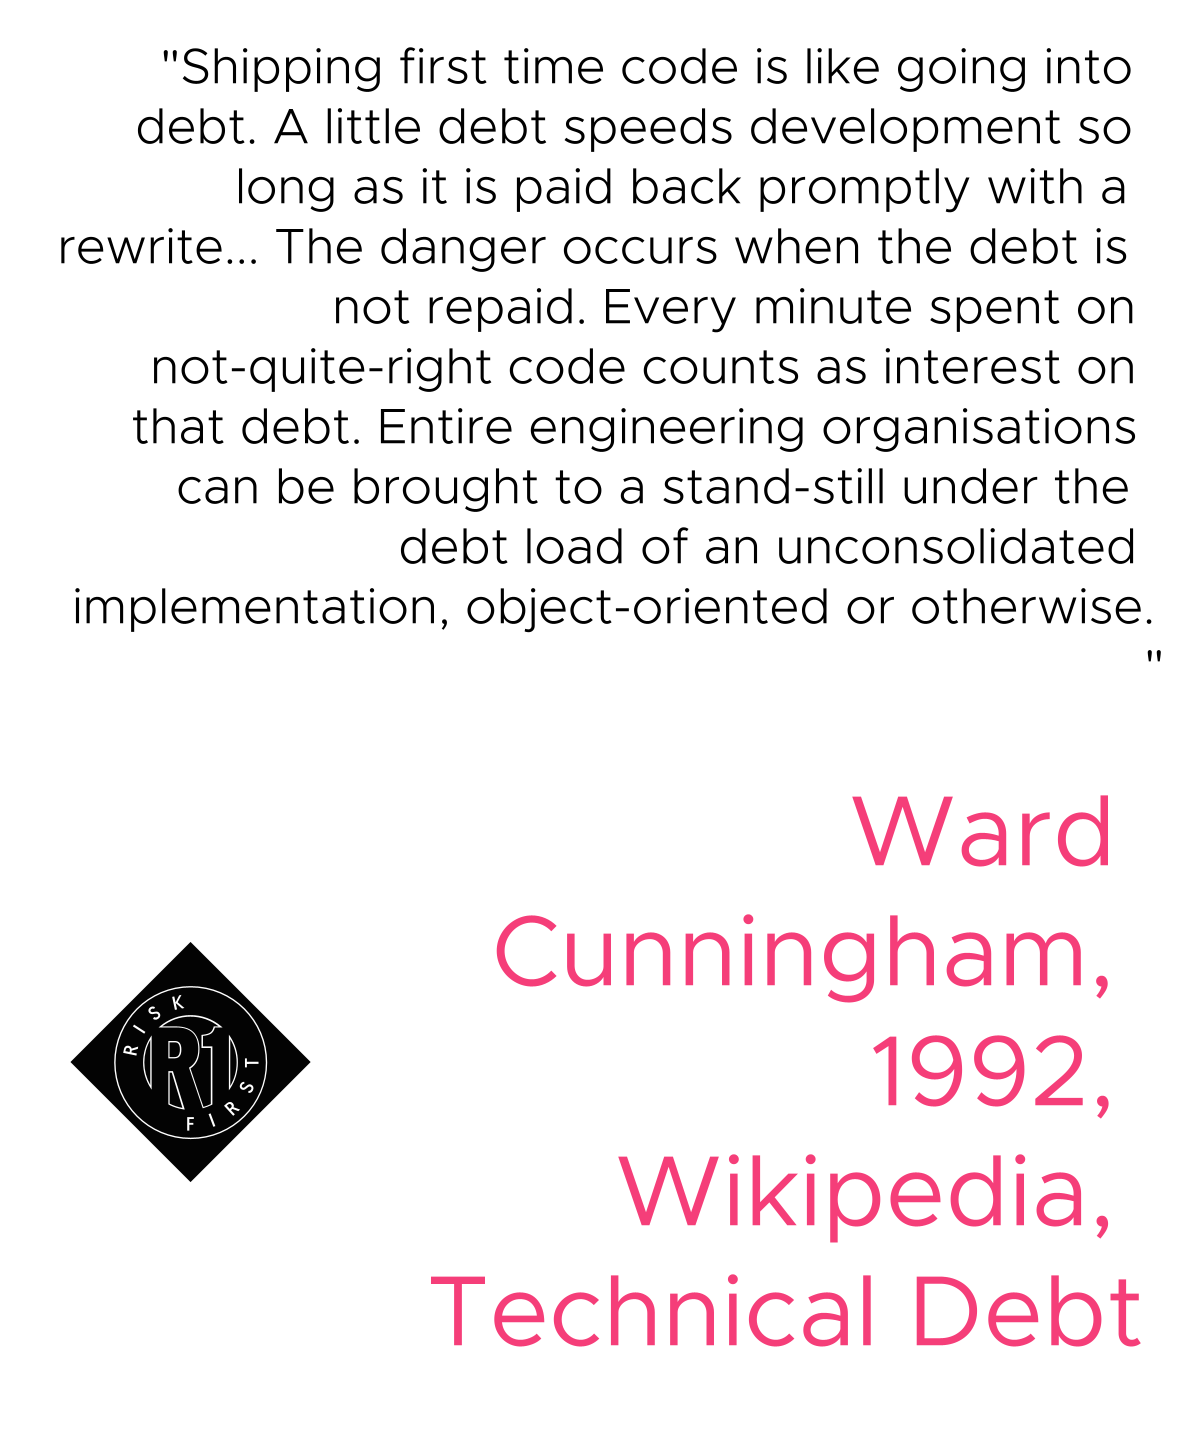 "Shipping first time code is like going into
debt. A little debt speeds development so
long as it is paid back promptly with a
rewrite... The danger occurs when the debt is
not repaid. Every minute spent on
not-quite-right code counts as interest on
that debt. Entire engineering organisations
can be brought to a stand-still under the
debt load of an unconsolidated
implementation, object-oriented or otherwise.
"
Ward
Cunningham,
1992,
Wikipedia,
Technical Debt
RISK
R1
FIRST